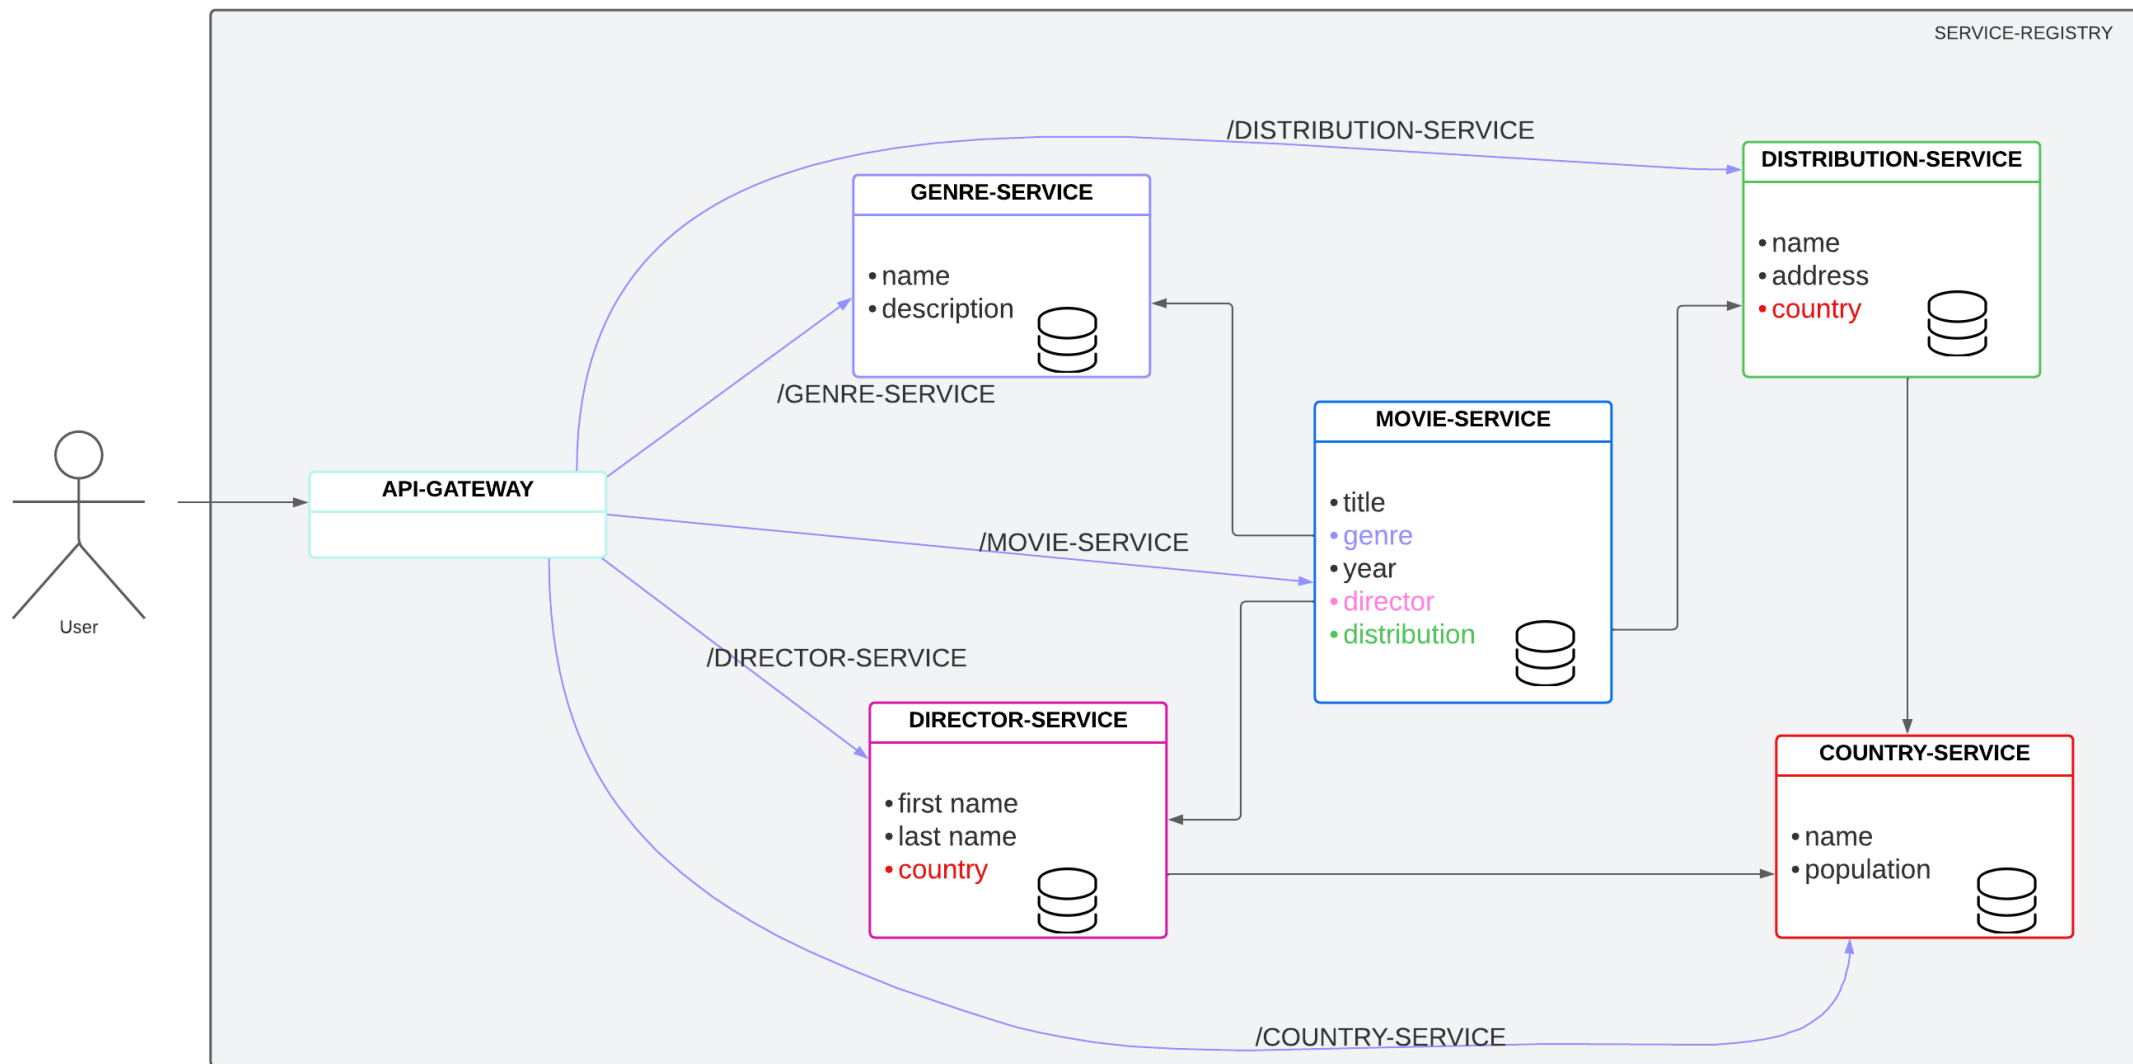 SERVICE-REGISTRY
/DISTRIBUTION-SERVICE
DISTRIBUTION-SERVICE
• name
• address
• country
GENRE-SERVICE
• name
• description
/GENRE-SERVICE
MOVIE-SERVICE
• title
• genre
• year
• director
• distribution
API-GATEWAY
User
/MOVIE-SERVICE
/DIRECTOR-SERVICE
DIRECTOR-SERVICE
• first name
• last name
• country
COUNTRY-SERVICE
• name
• population
/COUNTRY-SERVICE